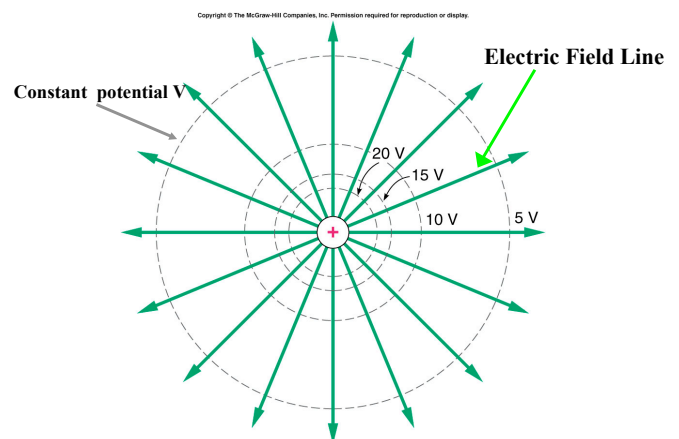 Copyright © The McGraw-Hill Companies, Inc. Permission required for reproduction or display.
Electric Field Line
Constant potential V
20 V
15 V
10 V
5 V
+